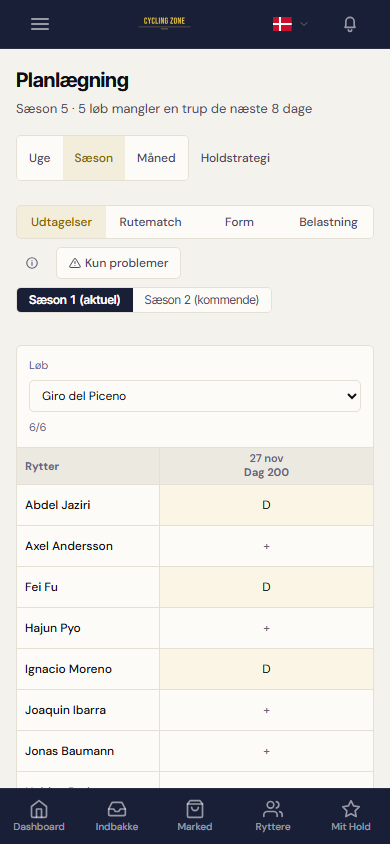 CYCLING ZONE
Planlægning
Sæson 5 · 5 løb mangler en trup de næste 8 dage
Uge Sæson Måned Holdstrategi
Udtagelser Rutematch Form Belastning
Kun problemer
Sæson 1 (aktuel) Sæson 2 (kommende)
Løb
Giro del Piceno
6/6
Rytter 27 nov
Dag 200
Abdel Jaziri D
Axel Andersson +
Fei Fu D
Hajun Pyo +
Ignacio Moreno D
Joaquin Ibarra +
Jonas Baumann +
Dashboard Indbakke Marked Ryttere Mit Hold